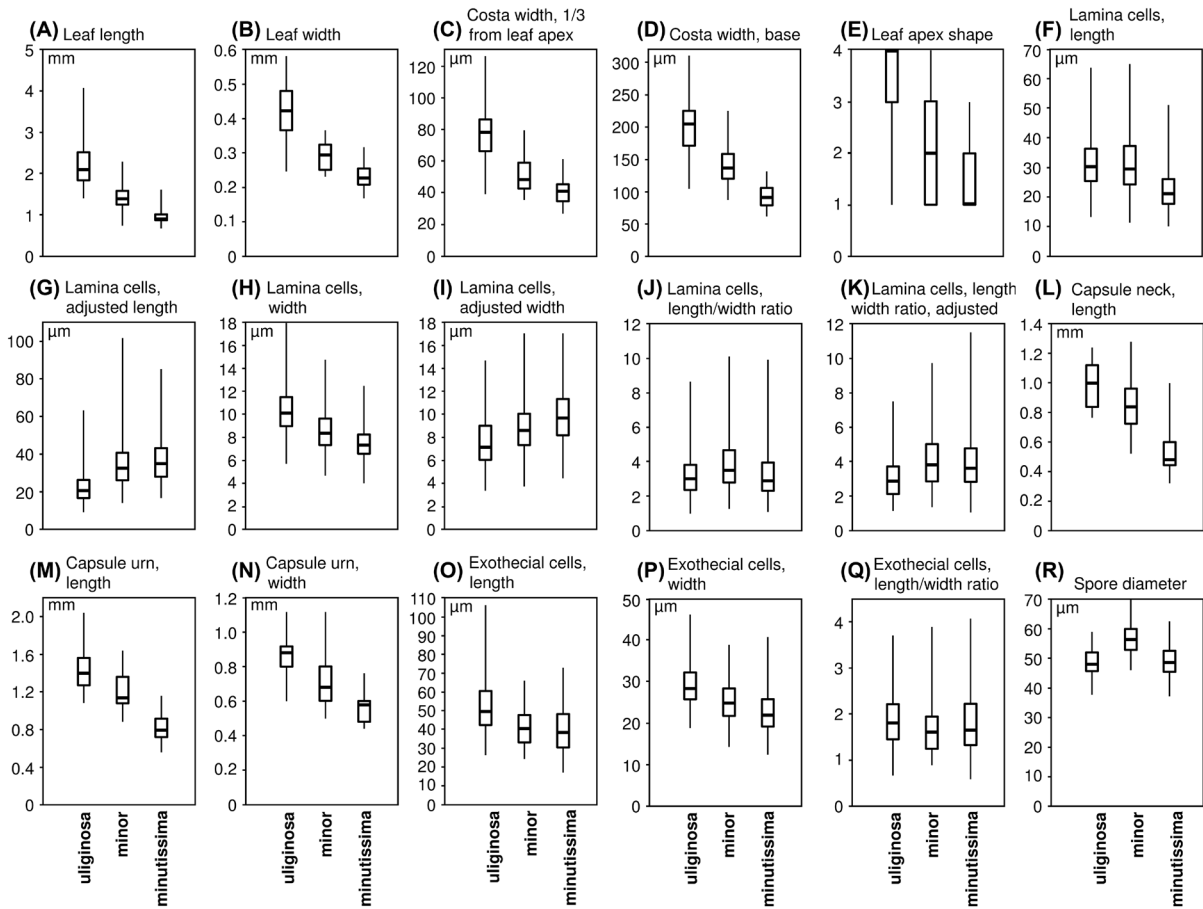 (A) Leaf length
mm
5
4
3
2
1
0
(B) Leaf width
mm
0.6
0.5
0.4
0.3
0.2
0.1
0
(C) Costa width, 1/3
from leaf apex
µm
120
100
80
60
40
20
0
(D) Costa width, base
µm
300
250
200
150
100
50
0
(E) Leaf apex shape
4
3
2
1
0
(F) Lamina cells,
length
70
60
50
40
30
20
10
0
(G) Lamina cells,
adjusted length
µm
100
80
60
40
20
0
(H) Lamina cells,
width
18
16
14
12
10
8
6
4
2
0
(I) Lamina cells,
adjusted width
µm
18
16
14
12
10
8
6
4
2
0
(J) Lamina cells,
length/width ratio
12
10
8
6
4
2
0
(K) Lamina cells, length
width ratio, adjusted
12
10
8
6
4
2
0
(L) Capsule neck,
length
mm
1.4
1.2
1.0
0.8
0.6
0.4
0.2
0
(M) Capsule urn,
length
mm
2.0
1.6
1.2
0.8
0.4
0
(N) Capsule urn,
width
mm
1.2
1.0
0.8
0.6
0.4
0.2
0
(O) Exothecial cells,
length
µm
110
100
90
80
70
60
50
40
30
20
10
0
(P) Exothecial cells,
width
µm
50
40
30
20
10
0
(Q) Exothecial cells,
length/width ratio
4
3
2
1
0
(R) Spore diameter
µm
70
60
50
40
30
20
10
0
uliginosa
minor
minutissima
uliginosa
minor
minutissima
uliginosa
minor
minutissima
uliginosa
minor
minutissima
uliginosa
minor
minutissima
uliginosa
minor
minutissima